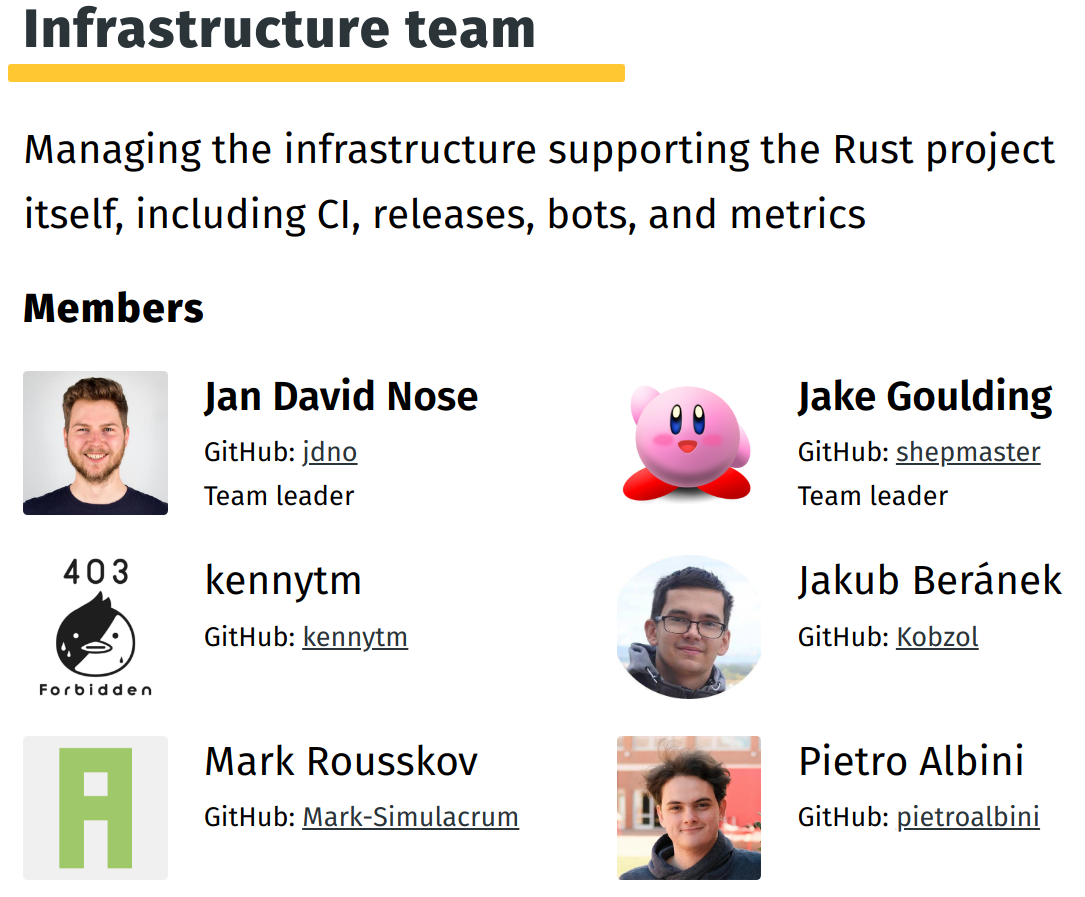 Infrastructure team
Managing the infrastructure supporting the Rust project
itself, including CI, releases, bots, and metrics
Members
Jan David Nose
GitHub: jdno
Team leader
Jake Goulding
GitHub: shepmaster
Team leader
403
Forbidden
kennytm
GitHub: kennytm
Jakub Beránek
GitHub: Kobzol
Mark Rousskov
GitHub: Mark-Simulacrum
Pietro Albini
GitHub: pietroalbini